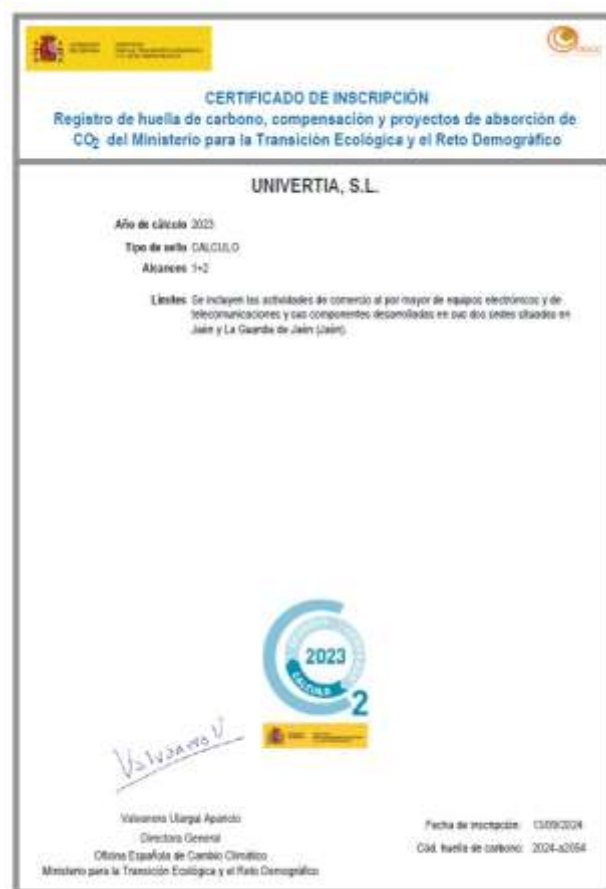 CERTIFICADO DE INSCRIPCIÓN
Registro de huella de carbono, compensación y proyectos de absorción de
CO2 del Ministerio para la Transición Ecológica y el Reto Demográfico
UNIVERTIA, S.L.
Año de cálculo 2023
Tipo de sello CALCULO
Alcances 1+2
Límites Se incluyen las actividades de comercio al por mayor de equipos electrónicos y de
telecomunicaciones y sus componentes desarrolladas en sus dos sedes situadas en
Jaén y La Guardia de Jaén (Jaén).
2023
CALCULO
2
Valvanera U
Valvanera Ulargui Aparicio
Directora General
Oficina Española de Cambio Climático
Ministerio para la Transición Ecológica y el Reto Demográfico
Fecha de inscripción: 13/09/2024
Cód. huella de carbono: 2024-a2054